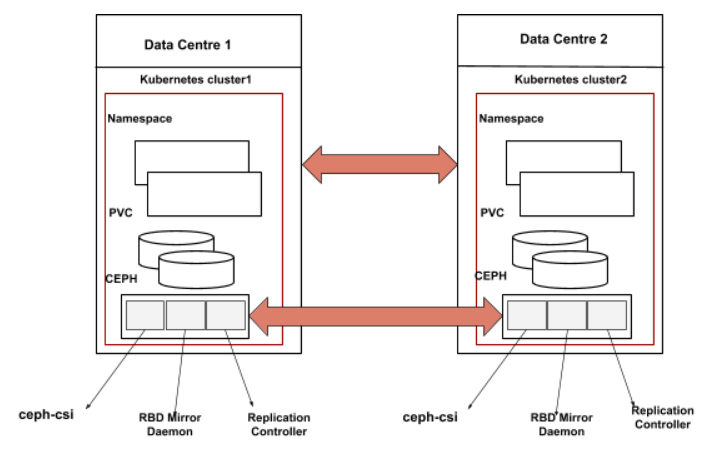 Data Centre 1
Kubernetes cluster1
Namespace
PVC
CEPH
ceph-csi
RBD Mirror
Daemon
Replication
Controller
Data Centre 2
Kubernetes cluster2
Namespace
PVC
CEPH
ceph-csi
RBD Mirror
Daemon
Replication
Controller